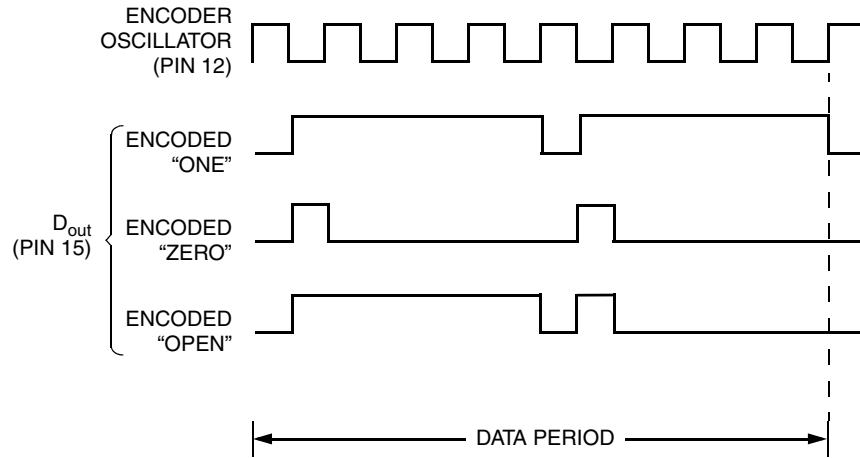 ENCODER
OSCILLATOR
(PIN 12)
ENCODED
“ONE”
Dout
(PIN 15)
ENCODED
“ZERO”
ENCODED
“OPEN”
DATA PERIOD